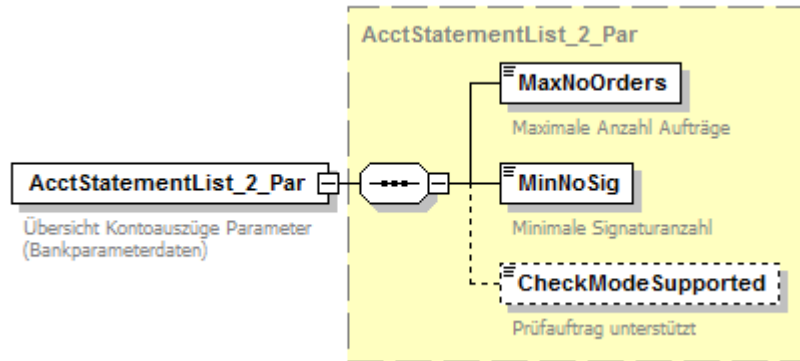 AcctStatementList_2_Par
MaxNoOrders
Maximale Anzahl Aufträge
AcctStatementList_2_Par
Übersicht Kontoauszüge Parameter
(Bankparameterdaten)
MinNoSig
Minimale Signaturanzahl
CheckModeSupported
Prüfauftrag unterstützt